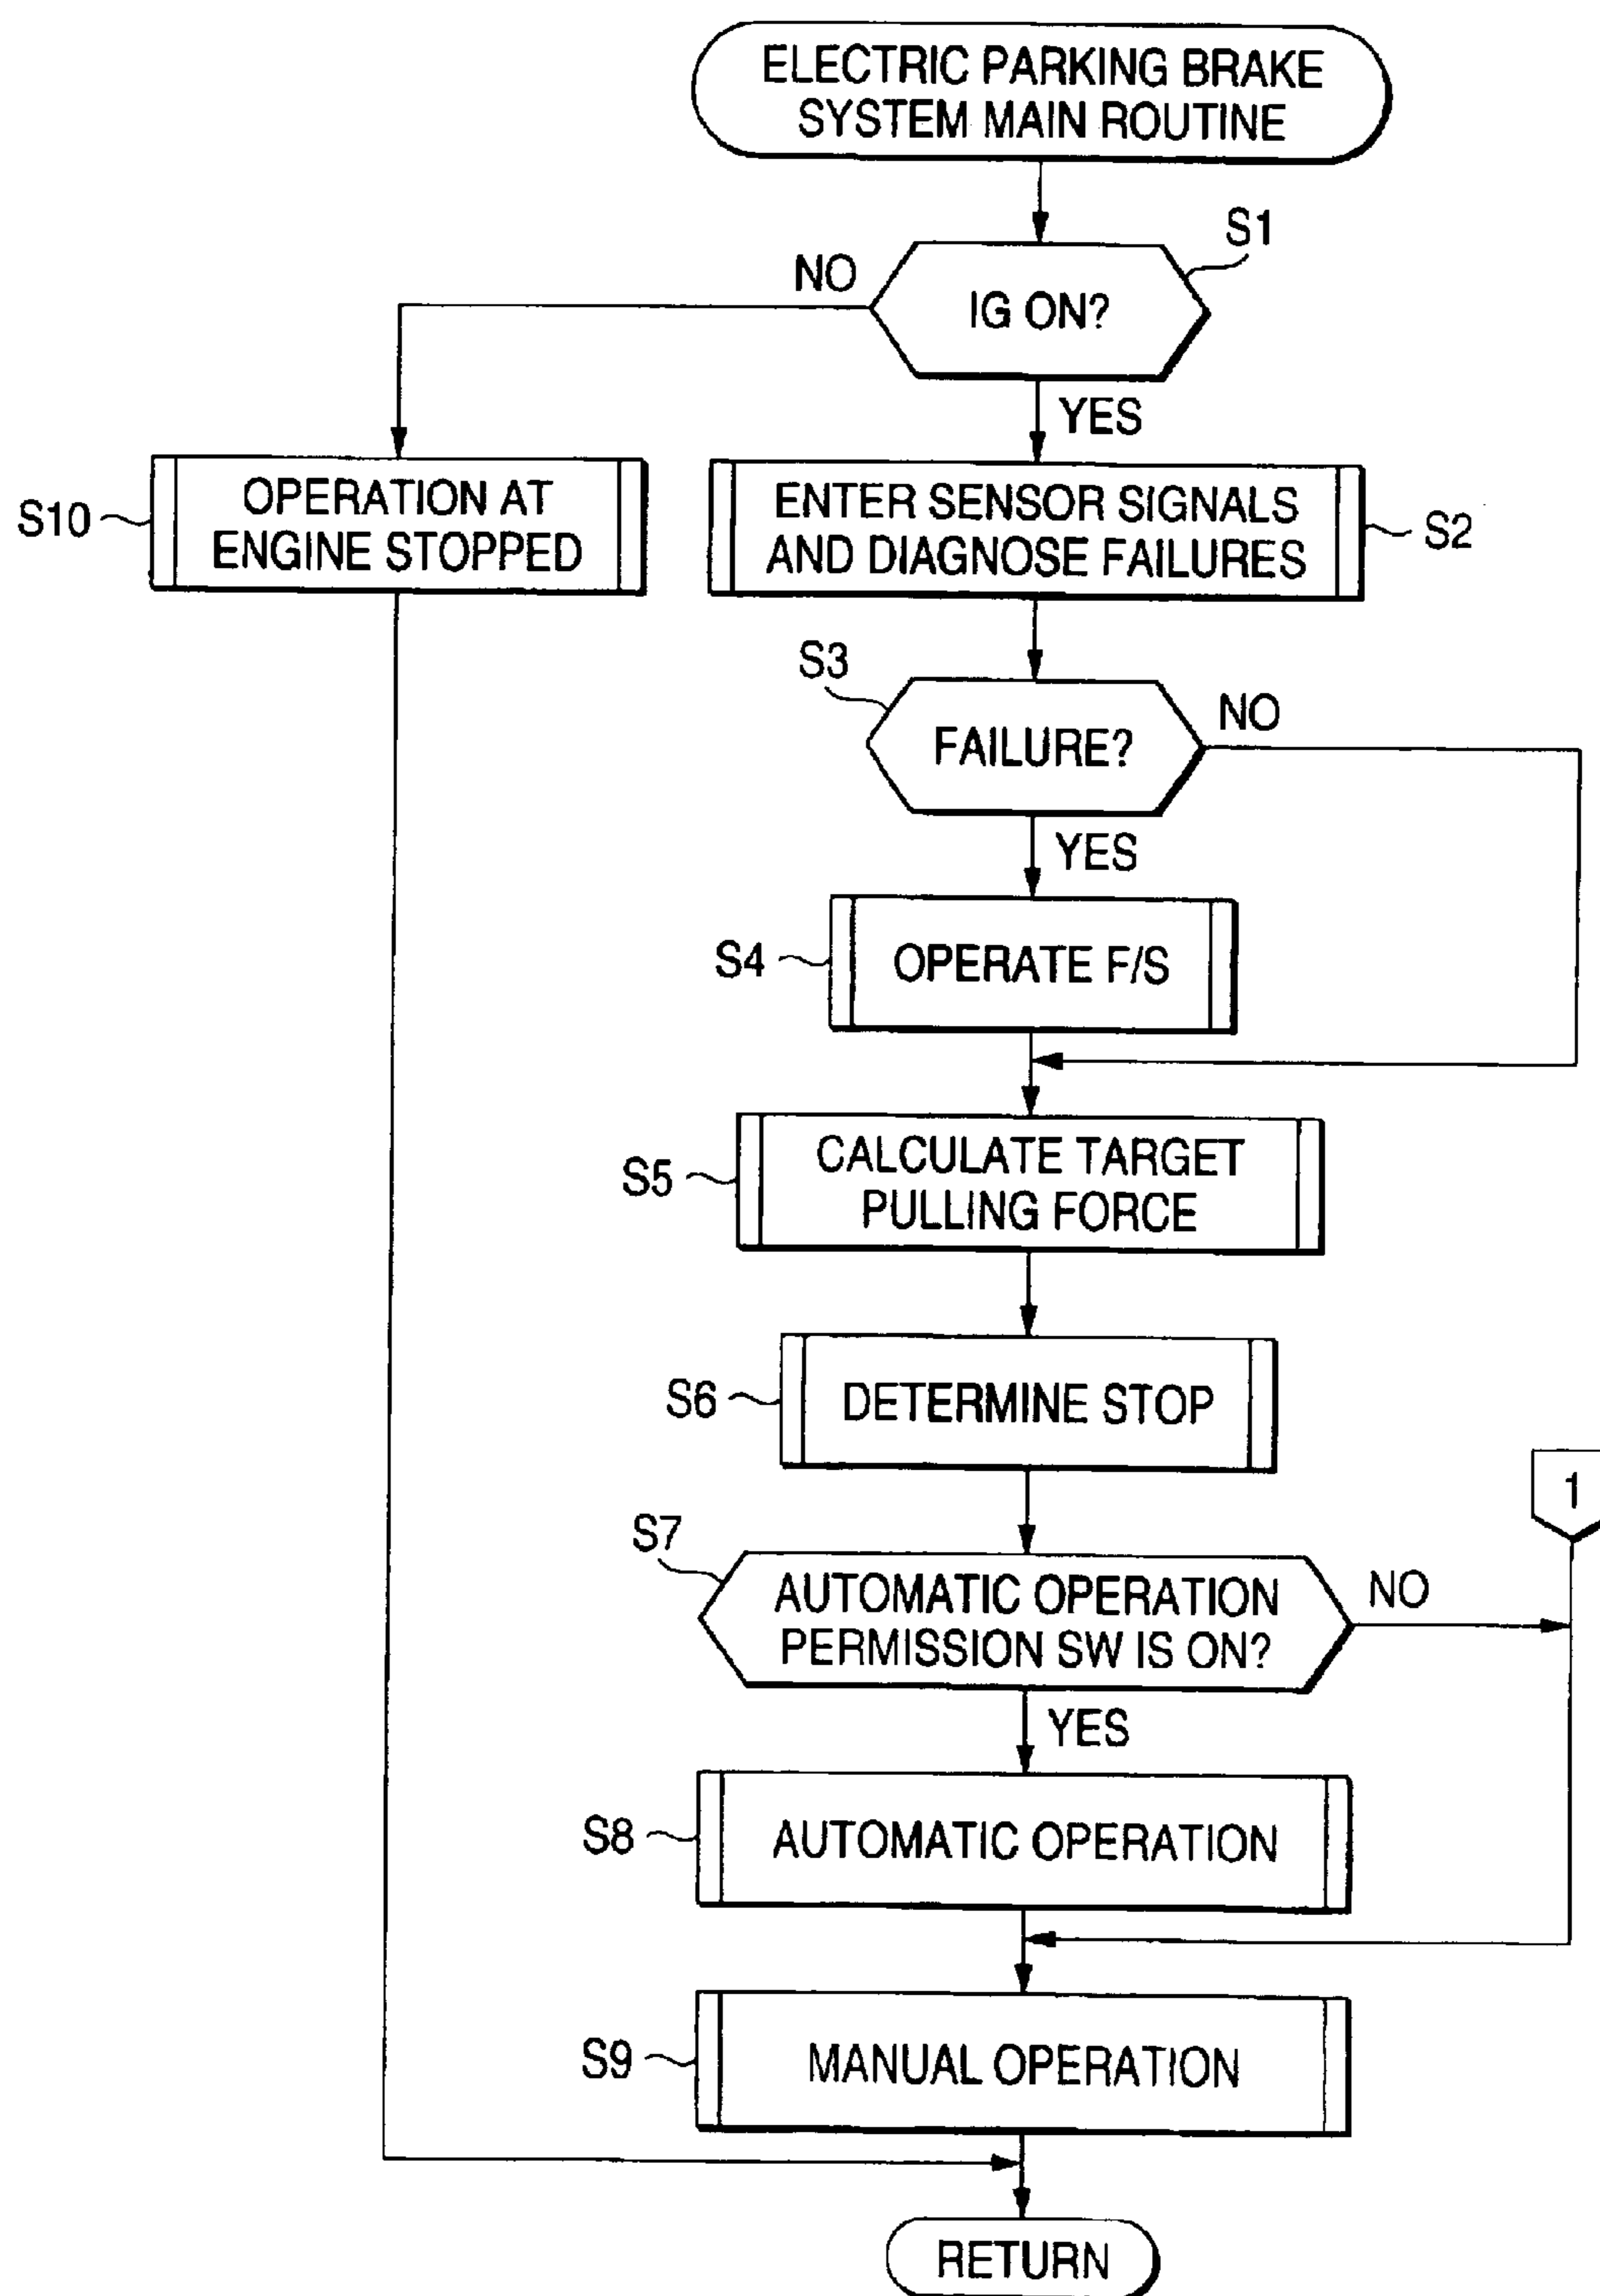 ELECTRIC PARKING BRAKE
SYSTEM MAIN ROUTINE
S1
NO
IG ON?
YES
S10
OPERATION AT
ENGINE STOPPED
ENTER SENSOR SIGNALS
AND DIAGNOSE FAILURES
S2
S3
NO
FAILURE?
YES
S4
OPERATE F/S
S5
CALCULATE TARGET
PULLING FORCE
S6
DETERMINE STOP
1
S7
AUTOMATIC OPERATION
PERMISSION SW IS ON?
NO
YES
S8
AUTOMATIC OPERATION
S9
MANUAL OPERATION
RETURN